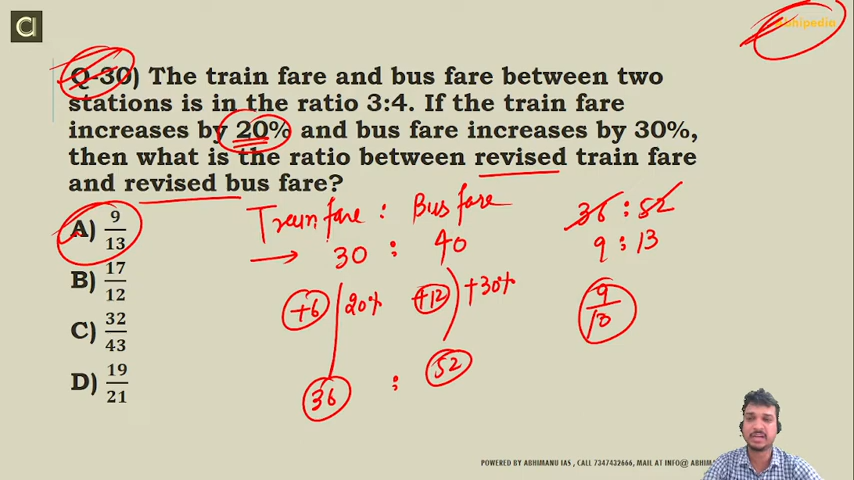 abhipedia
Q-30) The train fare and bus fare between two
stations is in the ratio 3:4. If the train fare
increases by 20% and bus fare increases by 30%,
then what is the ratio between revised train fare
and revised bus fare?
A) 9/13
B) 17/12
C) 32/43
D) 19/21
Train fare : Bus fare
30 : 40
+6 20% +12 +30%
36 : 52
36 : 52
9 : 13
9/13
POWERED BY ABHIMANU IAS, CALL 7347432666, MAIL AT INFO@ ABHIM